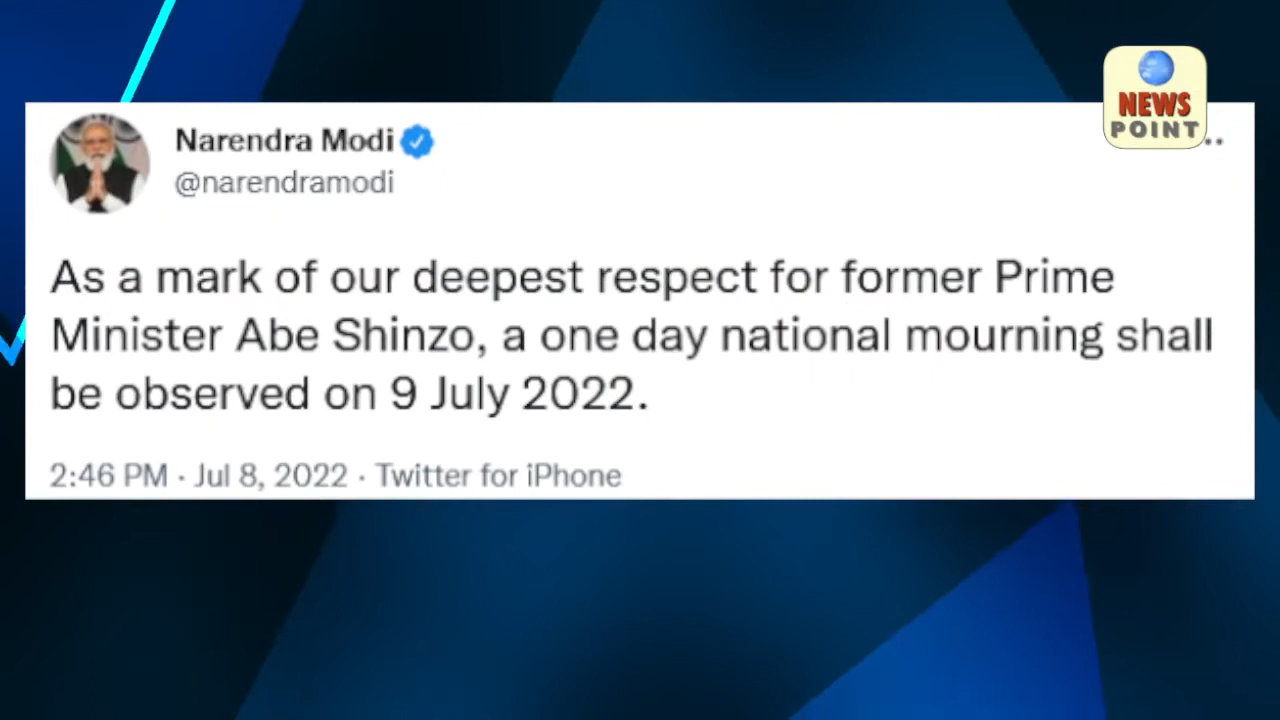 NEWS
POINT
Narendra Modi
@narendramodi
As a mark of our deepest respect for former Prime
Minister Abe Shinzo, a one day national mourning shall
be observed on 9 July 2022.
2:46 PM · Jul 8, 2022 · Twitter for iPhone